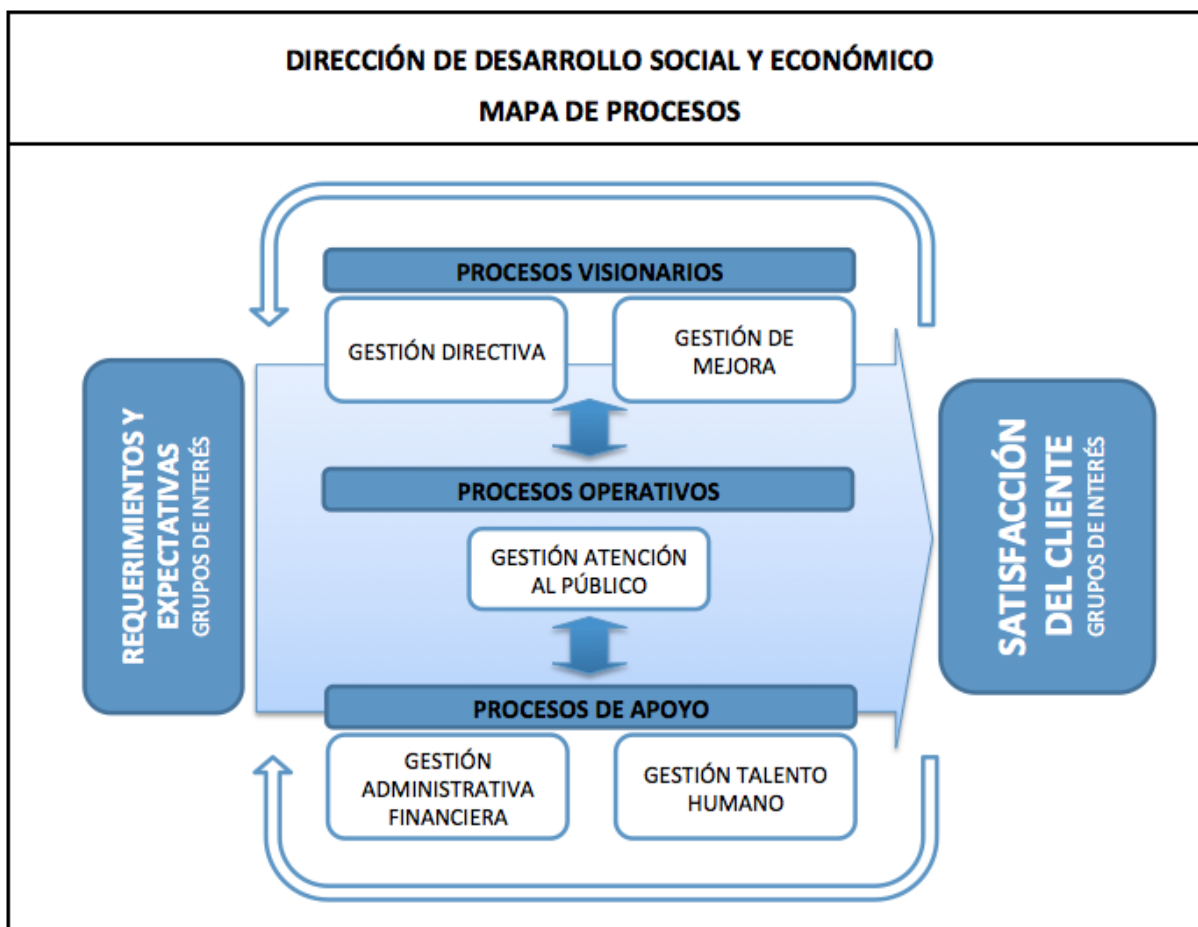 DIRECCIÓN DE DESARROLLO SOCIAL Y ECONÓMICO
MAPA DE PROCESOS
REQUERIMIENTOS Y
EXPECTATIVAS
GRUPOS DE INTERÉS
PROCESOS VISIONARIOS
GESTIÓN DIRECTIVA
GESTIÓN DE
MEJORA
PROCESOS OPERATIVOS
GESTIÓN ATENCIÓN
AL PÚBLICO
PROCESOS DE APOYO
GESTIÓN
ADMINISTRATIVA
FINANCIERA
GESTIÓN TALENTO
HUMANO
SATISFACCIÓN
DEL CLIENTE
GRUPOS DE INTERÉS